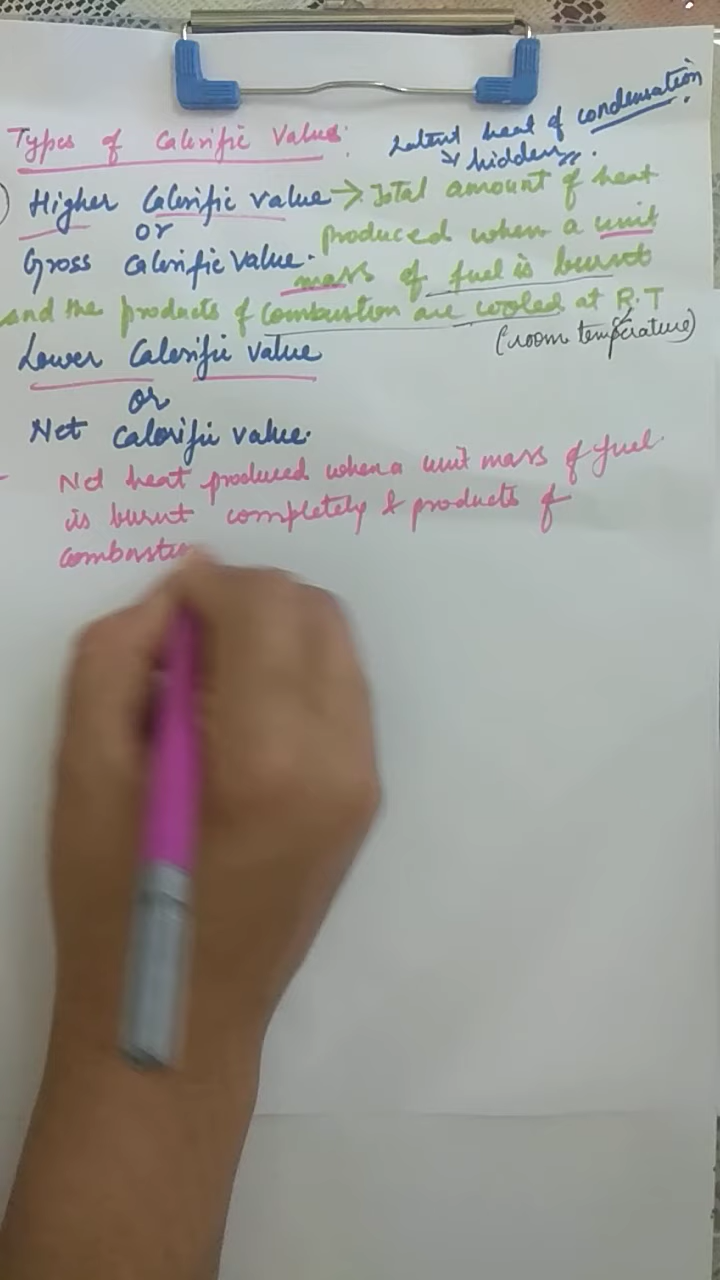 Types of Calorific Values:
Latent heat of condensation.
hidden
Higher Calorific value → Total amount of heat
or
produced when a unit
Gross Calorific Value.
mass of fuel is burnt
and the products of combustion are cooled at R.T
(room temperature)
Lower Calorific value
or
Net Calorific value.
Net heat produced when a unit mass of fuel
is burnt completely & products of
combusti